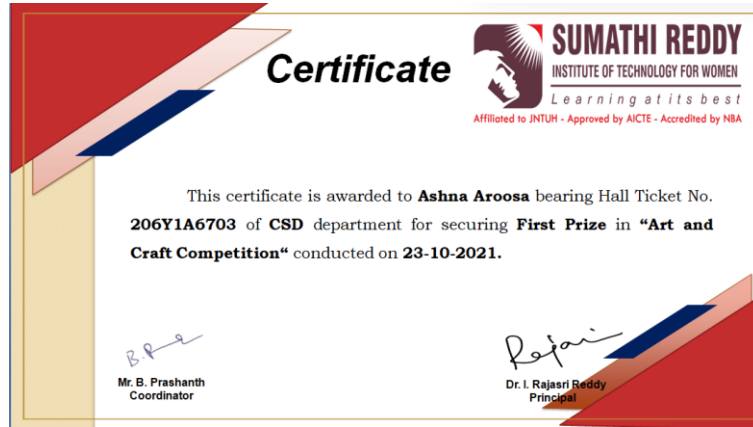 Certificate
SUMATHI REDDY
INSTITUTE OF TECHNOLOGY FOR WOMEN
Learning at its best
Affiliated to JNTUH - Approved by AICTE - Accredited by NBA
This certificate is awarded to Ashna Aroosa bearing Hall Ticket No.
206Y1A6703 of CSD department for securing First Prize in “Art and
Craft Competition“ conducted on 23-10-2021.
Mr. B. Prashanth
Coordinator
Dr. I. Rajasri Reddy
Principal